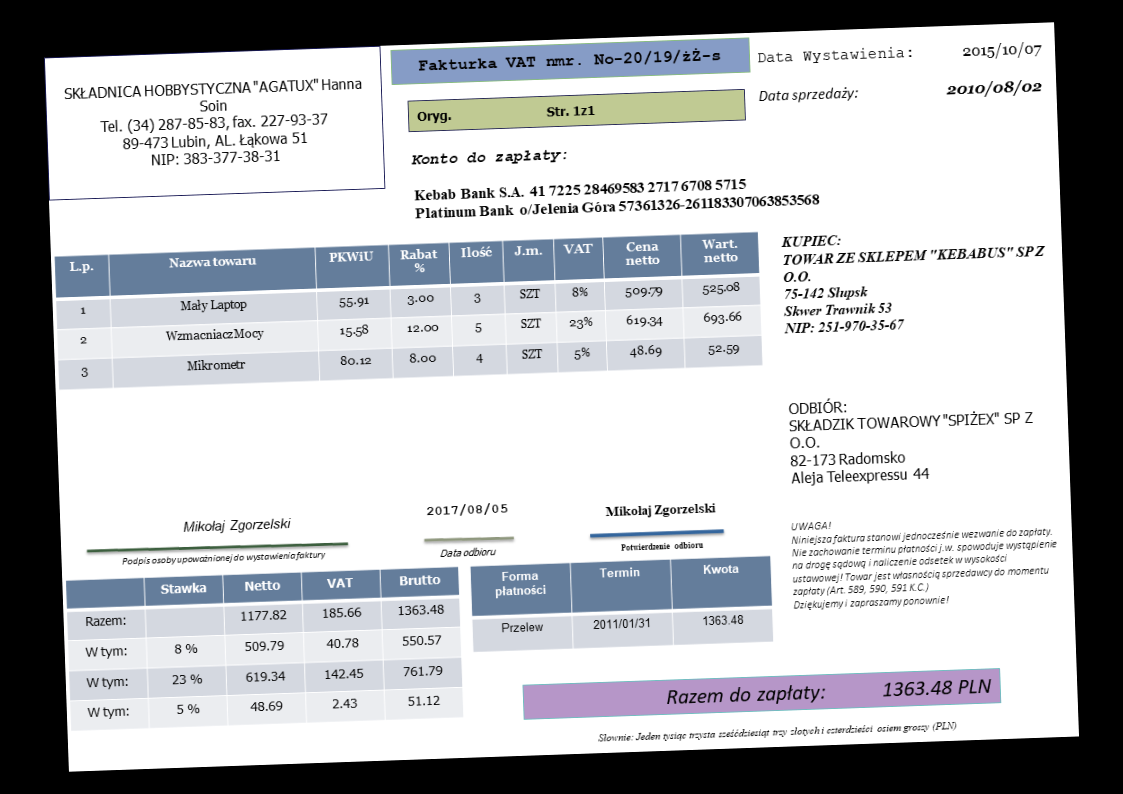 SKŁADNICA HOBBYSTYCZNA "AGATUX" Hanna
Soin
Tel. (34) 287-85-83, fax. 227-93-37
89-473 Lubin, AL. Łąkowa 51
NIP: 383-377-38-31
Fakturka VAT nmr. No-20/19/żŻ-s
Oryg. Str. 1z1
Data Wystawienia: 2015/10/07
Data sprzedaży: 2010/08/02
Konto do zapłaty:
Kebab Bank S.A. 41 7225 28469583 2717 6708 5715
Platinum Bank o/Jelenia Góra 57361326-261183307063853568
L.p. Nazwa towaru PKWiU Rabat % Ilość J.m. VAT Cena netto Wart. netto
1 Mały Laptop 55.91 3.00 3 SZT 8% 509.79 525.08
2 WzmacniaczMocy 15.58 12.00 5 SZT 23% 619.34 693.66
3 Mikrometr 80.12 8.00 4 SZT 5% 48.69 52.59
KUPIEC:
TOWAR ZE SKLEPEM "KEBABUS" SP Z
O.O.
75-142 Słupsk
Skwer Trawnik 53
NIP: 251-970-35-67
ODBIÓR:
SKŁADZIK TOWAROWY "SPIŻEX" SP Z
O.O.
82-173 Radomsko
Aleja Teleexpressu 44
Mikołaj Zgorzelski
Podpis osoby upoważnionej do wystawienia faktury
2017/08/05
Data odbioru
Mikołaj Zgorzelski
Potwierdzenie odbioru
UWAGA!
Niniejsza faktura stanowi jednocześnie wezwanie do zapłaty.
Nie zachowanie terminu płatności j.w. spowoduje wystąpienie
na drogę sądową i naliczenie odsetek w wysokości
ustawowej! Towar jest własnością sprzedawcy do momentu
zapłaty (Art. 589, 590, 591 K.C.)
Dziękujemy i zapraszamy ponownie!
Stawka Netto VAT Brutto
Razem: 1177.82 185.66 1363.48
W tym: 8 % 509.79 40.78 550.57
W tym: 23 % 619.34 142.45 761.79
W tym: 5 % 48.69 2.43 51.12
Forma płatności Termin Kwota
Przelew 2011/01/31 1363.48
Razem do zapłaty: 1363.48 PLN
Słownie: Jeden tysiąc trzysta sześćdziesiąt trzy złotych i czterdzieści osiem groszy (PLN)